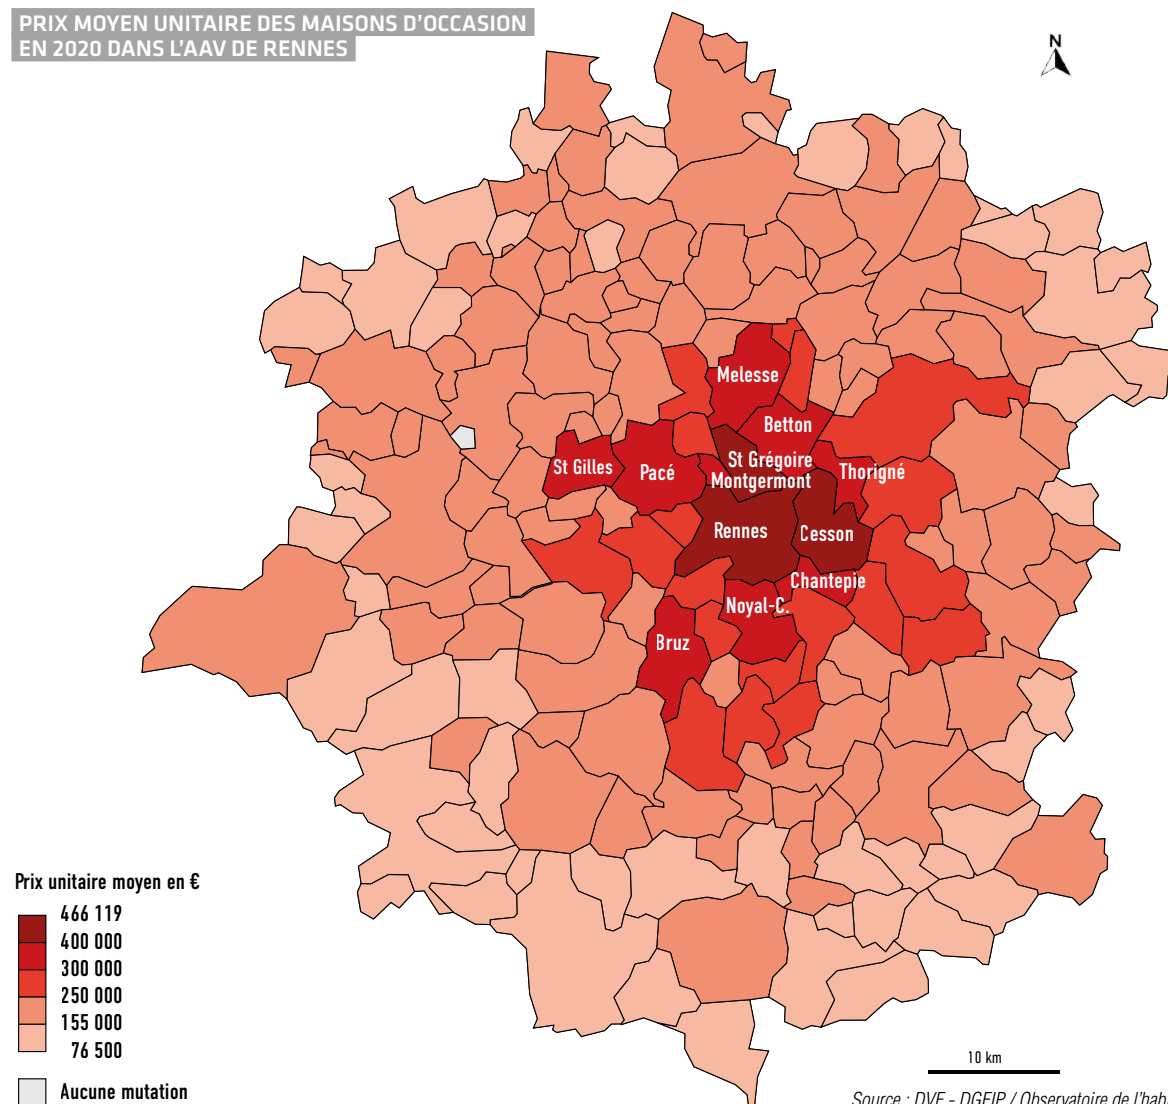 PRIX MOYEN UNITAIRE DES MAISONS D'OCCASION
EN 2020 DANS L'AAV DE RENNES
N
Melesse
Betton
St Grégoire
St Gilles
Pacé
Thorigné
Montgermont
Rennes
Cesson
Chantepie
Noyal-C.
Bruz
Prix unitaire moyen en €
466 119
400 000
300 000
250 000
155 000
76 500
Aucune mutation
10 km
Source : DVF - DGFIP / Observatoire de l'hab